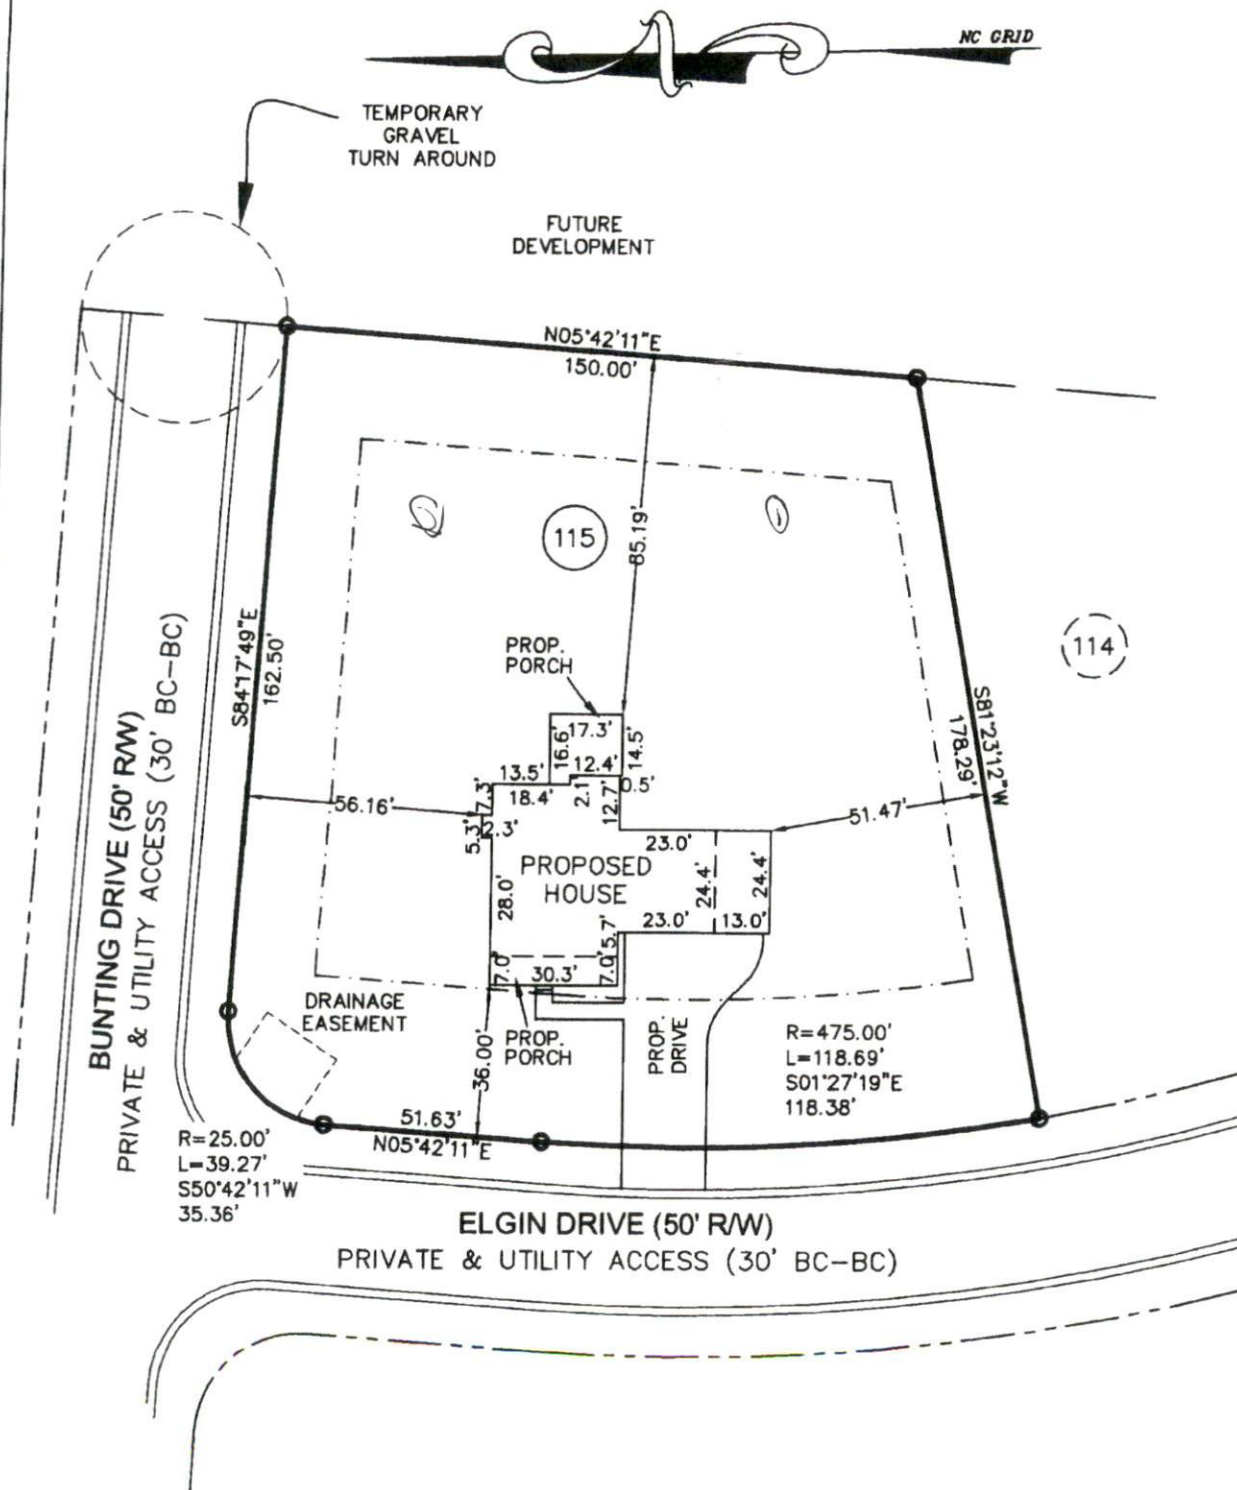 NC GRID
TEMPORARY
GRAVEL
TURN AROUND
FUTURE
DEVELOPMENT
N05°42'11"E
150.00'
115
85.19'
114
S84°17'49"E
162.50'
S81°23'12"W
178.29'
PROP.
PORCH
17.3'
16.6'
14.5'
12.4'
13.5'
18.4'
2.1'
0.5'
12.7'
7.3'
56.16'
51.47'
5.3'
2.3'
23.0'
PROPOSED
HOUSE
24.4'
24.4'
28.0'
23.0'
13.0'
5.7'
7.0'
30.3'
7.0'
BUNTING DRIVE (50' R/W)
PRIVATE & UTILITY ACCESS (30' BC-BC)
DRAINAGE
EASEMENT
PROP.
PORCH
36.00'
PROP.
DRIVE
R=475.00'
L=118.69'
S01°27'19"E
118.38'
51.63'
N05°42'11"E
R=25.00'
L=39.27'
S50°42'11"W
35.36'
ELGIN DRIVE (50' R/W)
PRIVATE & UTILITY ACCESS (30' BC-BC)